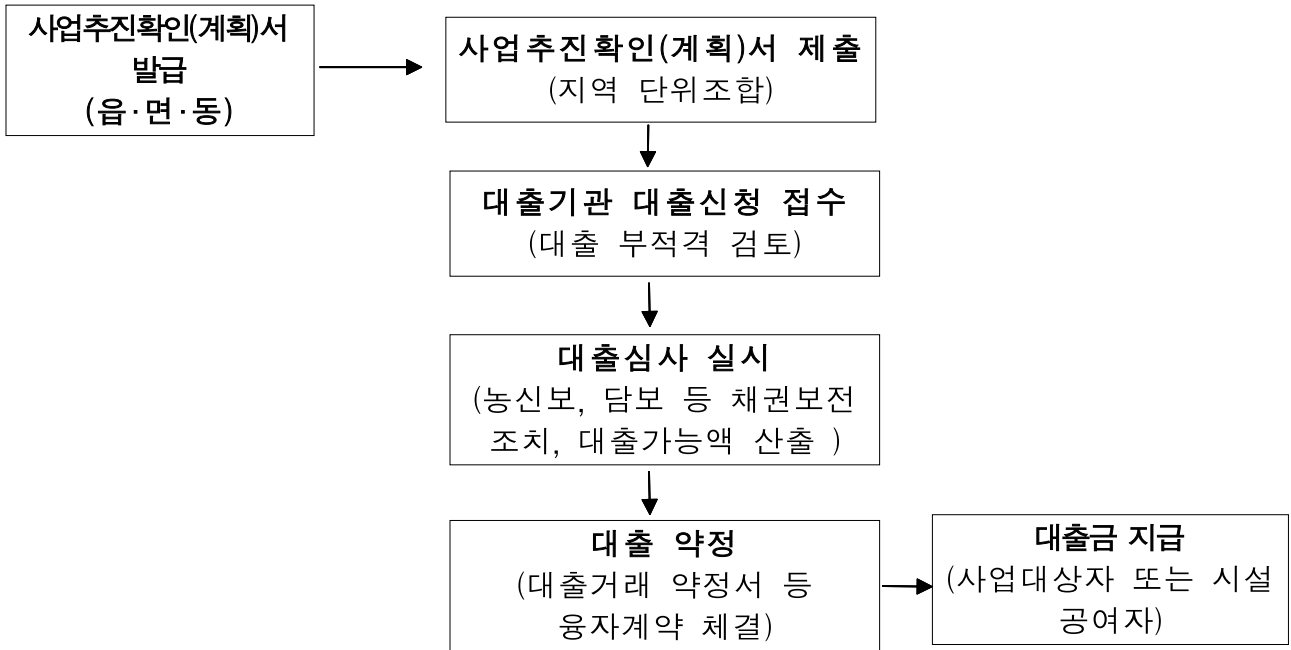 사업추진확인(계획)서
발급
(읍·면·동)
사업추진확인(계획)서 제출
(지역 단위조합)
대출기관 대출신청 접수
(대출 부적격 검토)
대출심사 실시
(농신보, 담보 등 채권보전
조치, 대출가능액 산출 )
대출 약정
(대출거래 약정서 등
융자계약 체결)
대출금 지급
(사업대상자 또는 시설
공여자)